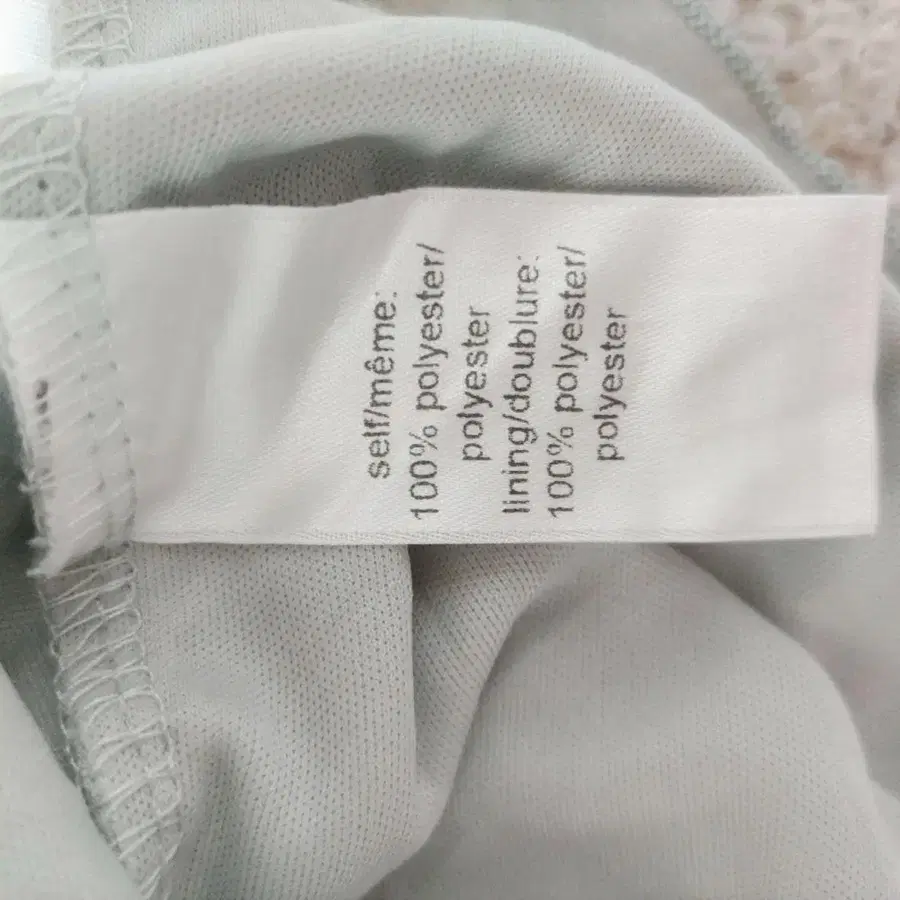 self/même:
100% polyester/
polyester
lining/doublure:
100% polyester/
polyester